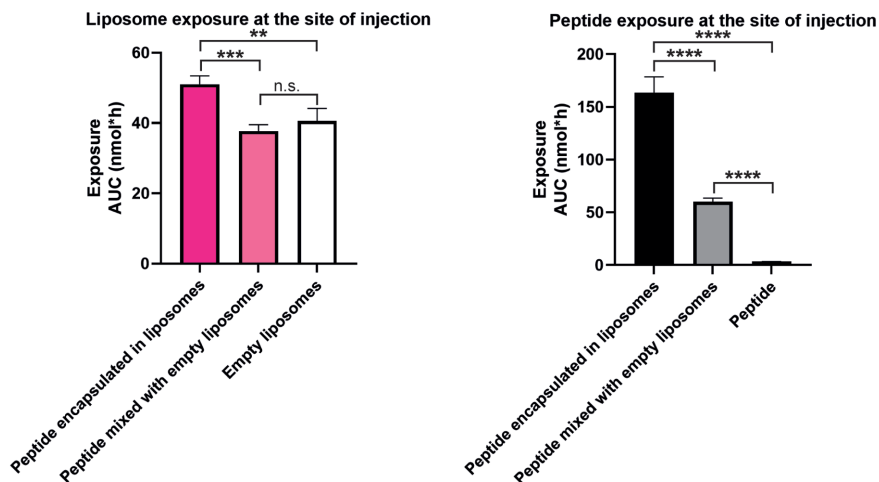 Liposome exposure at the site of injection
**
***
n.s.
60
40
20
0
Exposure
AUC (nmol*h)
Peptide encapsulated in liposomes
Peptide mixed with empty liposomes
Empty liposomes
Peptide exposure at the site of injection
****
****
****
200
150
100
50
0
Exposure
AUC (nmol*h)
Peptide encapsulated in liposomes
Peptide mixed with empty liposomes
Peptide